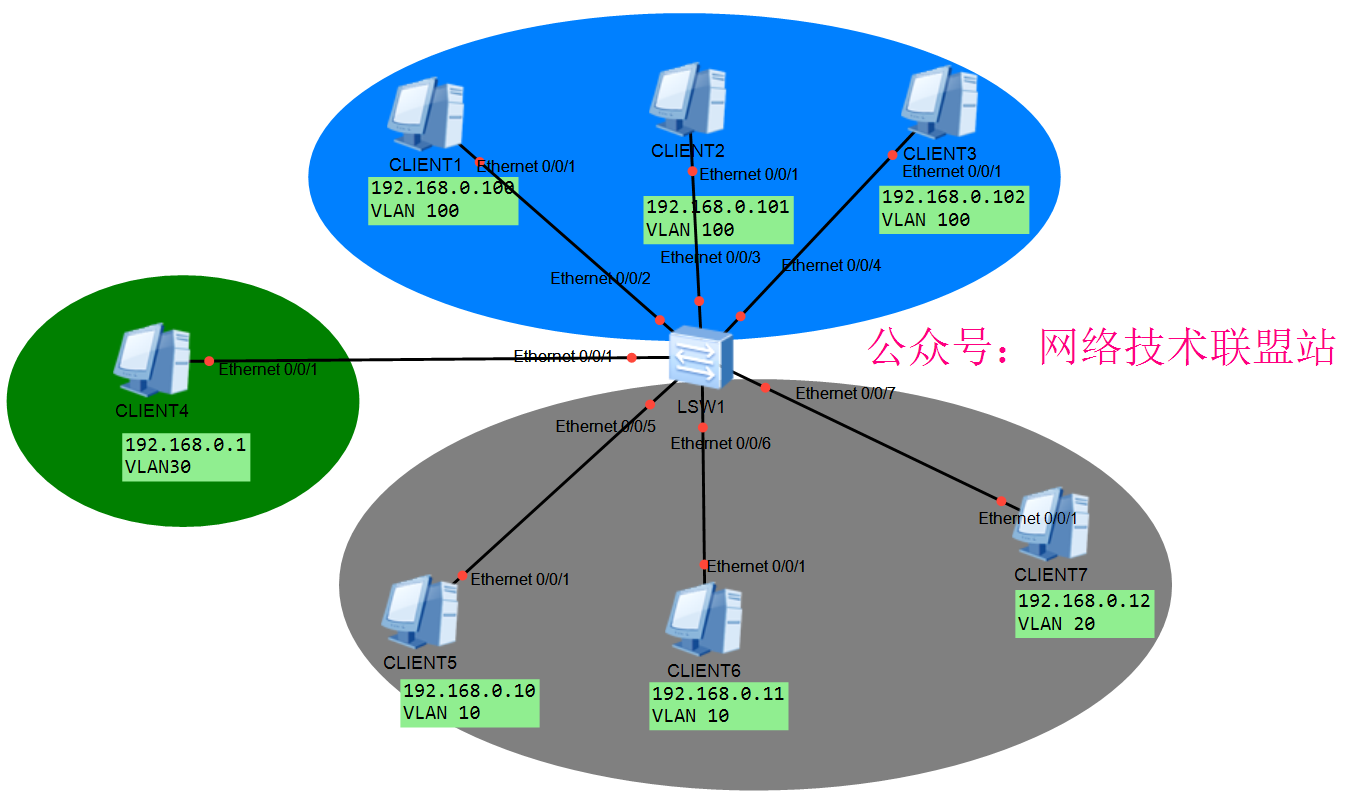 CLIENT1
Ethernet 0/0/1
192.168.0.100
VLAN 100
Ethernet 0/0/2
CLIENT2
Ethernet 0/0/1
192.168.0.101
VLAN 100
Ethernet 0/0/3
CLIENT3
Ethernet 0/0/1
192.168.0.102
VLAN 100
Ethernet 0/0/4
公众号：网络技术联盟站
Ethernet 0/0/1
Ethernet 0/0/1
CLIENT4
192.168.0.1
VLAN30
LSW1
Ethernet 0/0/7
Ethernet 0/0/5
Ethernet 0/0/6
Ethernet 0/0/1
CLIENT7
192.168.0.12
VLAN 20
Ethernet 0/0/1
CLIENT5
192.168.0.10
VLAN 10
Ethernet 0/0/1
CLIENT6
192.168.0.11
VLAN 10